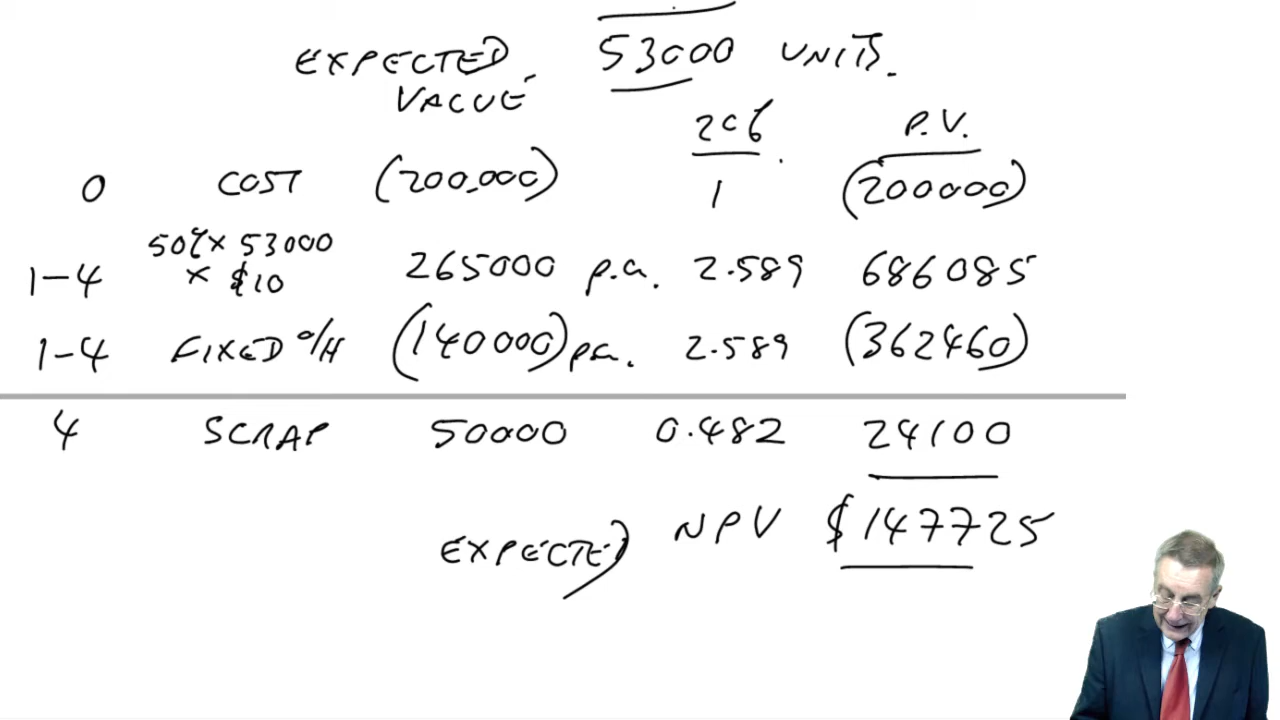 EXPECTED VALUE 53000 UNITS.
20% P.V.
0 COST (200,000) 1 (200000)
50% x 53000
1-4 x $10 265000 p.a. 2.589 686085
1-4 FIXED O/H (140000) p.a. 2.589 (362460)
4 SCRAP 50000 0.482 24100
EXPECTED NPV $147725